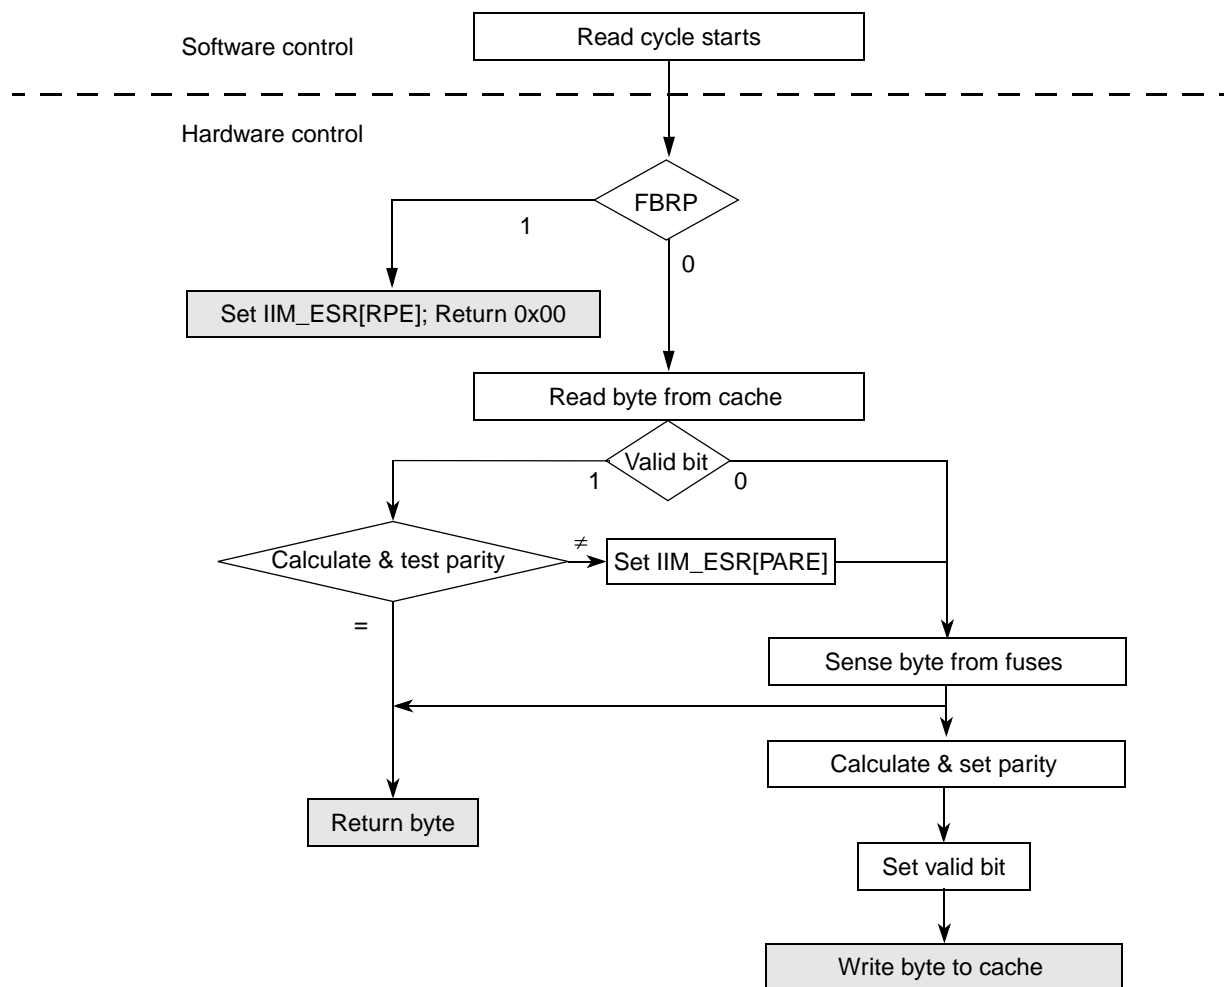 Software control
Read cycle starts
Hardware control
FBRP
1
0
Set IIM_ESR[RPE]; Return 0x00
Read byte from cache
Valid bit
1
0
Calculate & test parity
≠
Set IIM_ESR[PARE]
=
Sense byte from fuses
Calculate & set parity
Return byte
Set valid bit
Write byte to cache